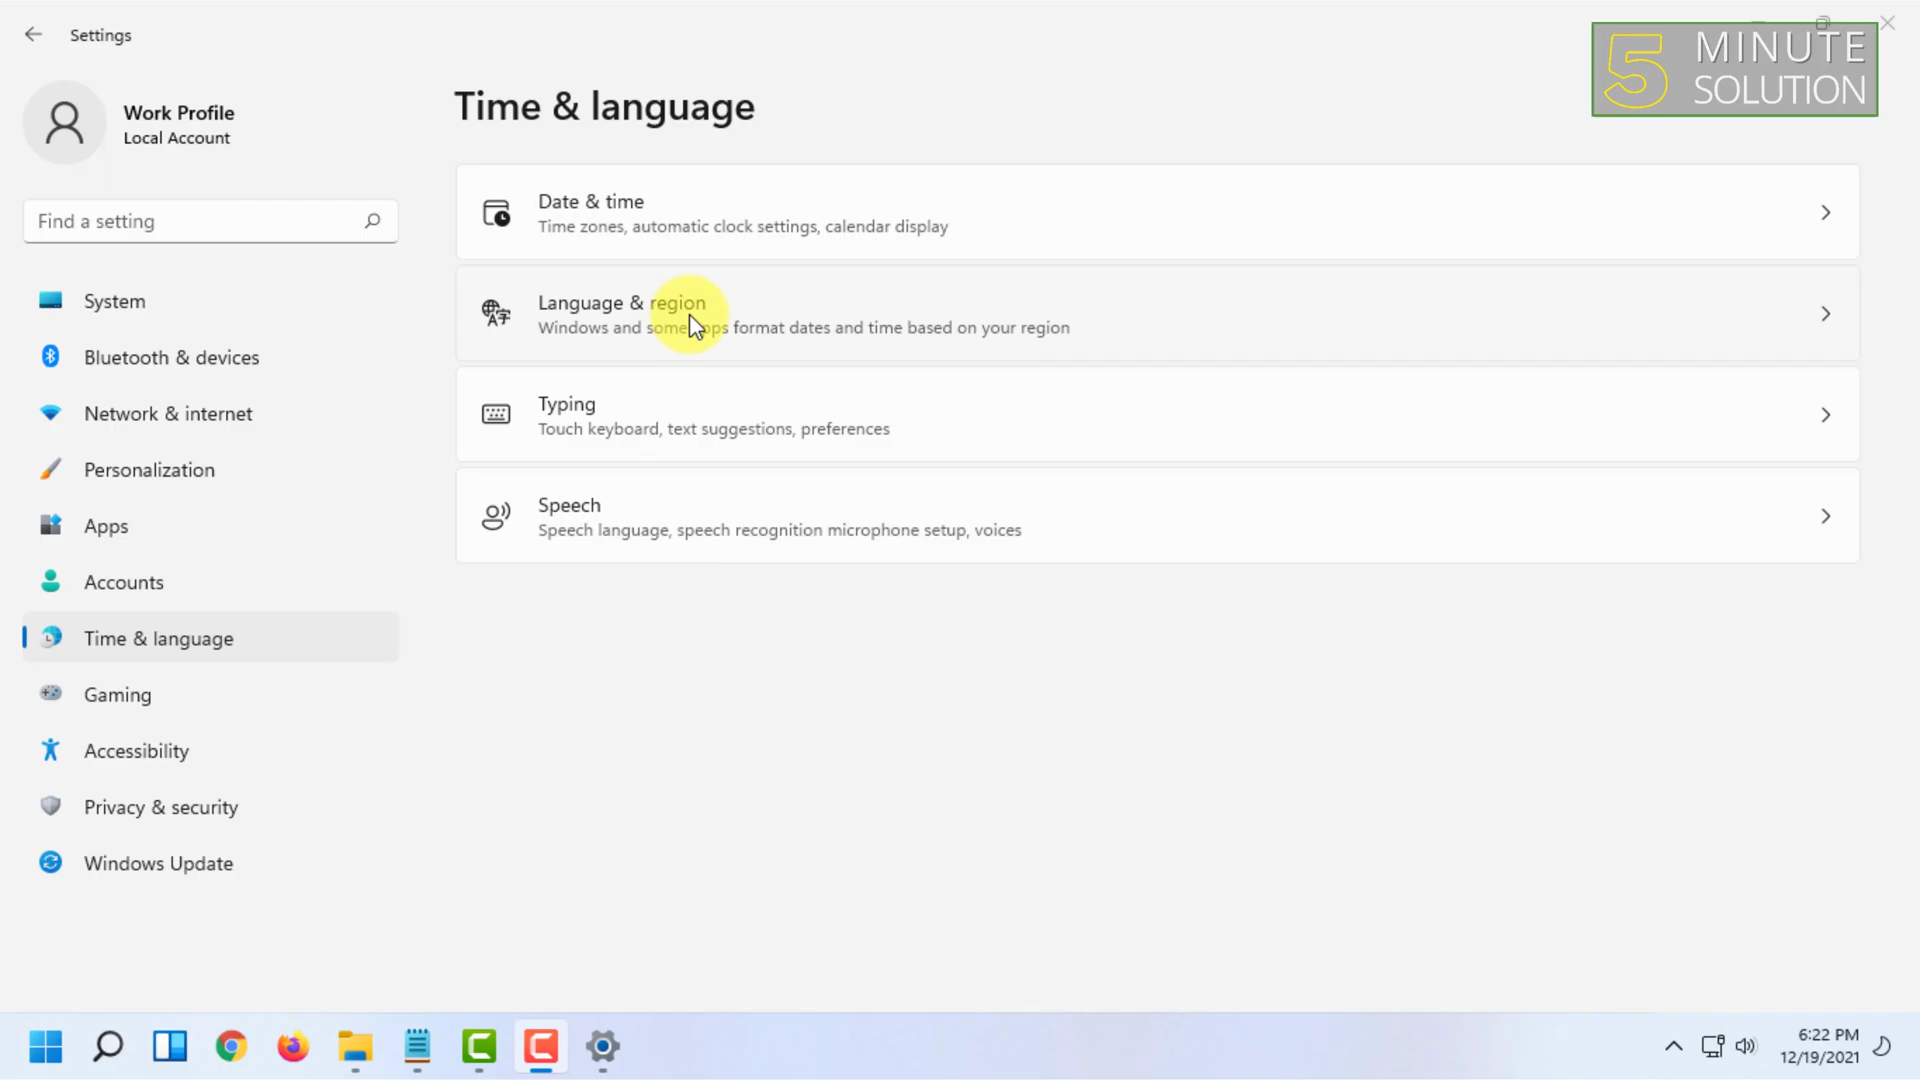 Settings
5 MINUTE
SOLUTION
Work Profile
Local Account
Find a setting
System
Bluetooth & devices
Network & internet
Personalization
Apps
Accounts
Time & language
Gaming
Accessibility
Privacy & security
Windows Update
Time & language
Date & time
Time zones, automatic clock settings, calendar display
Language & region
Windows and some apps format dates and time based on your region
Typing
Touch keyboard, text suggestions, preferences
Speech
Speech language, speech recognition microphone setup, voices
6:22 PM
12/19/2021